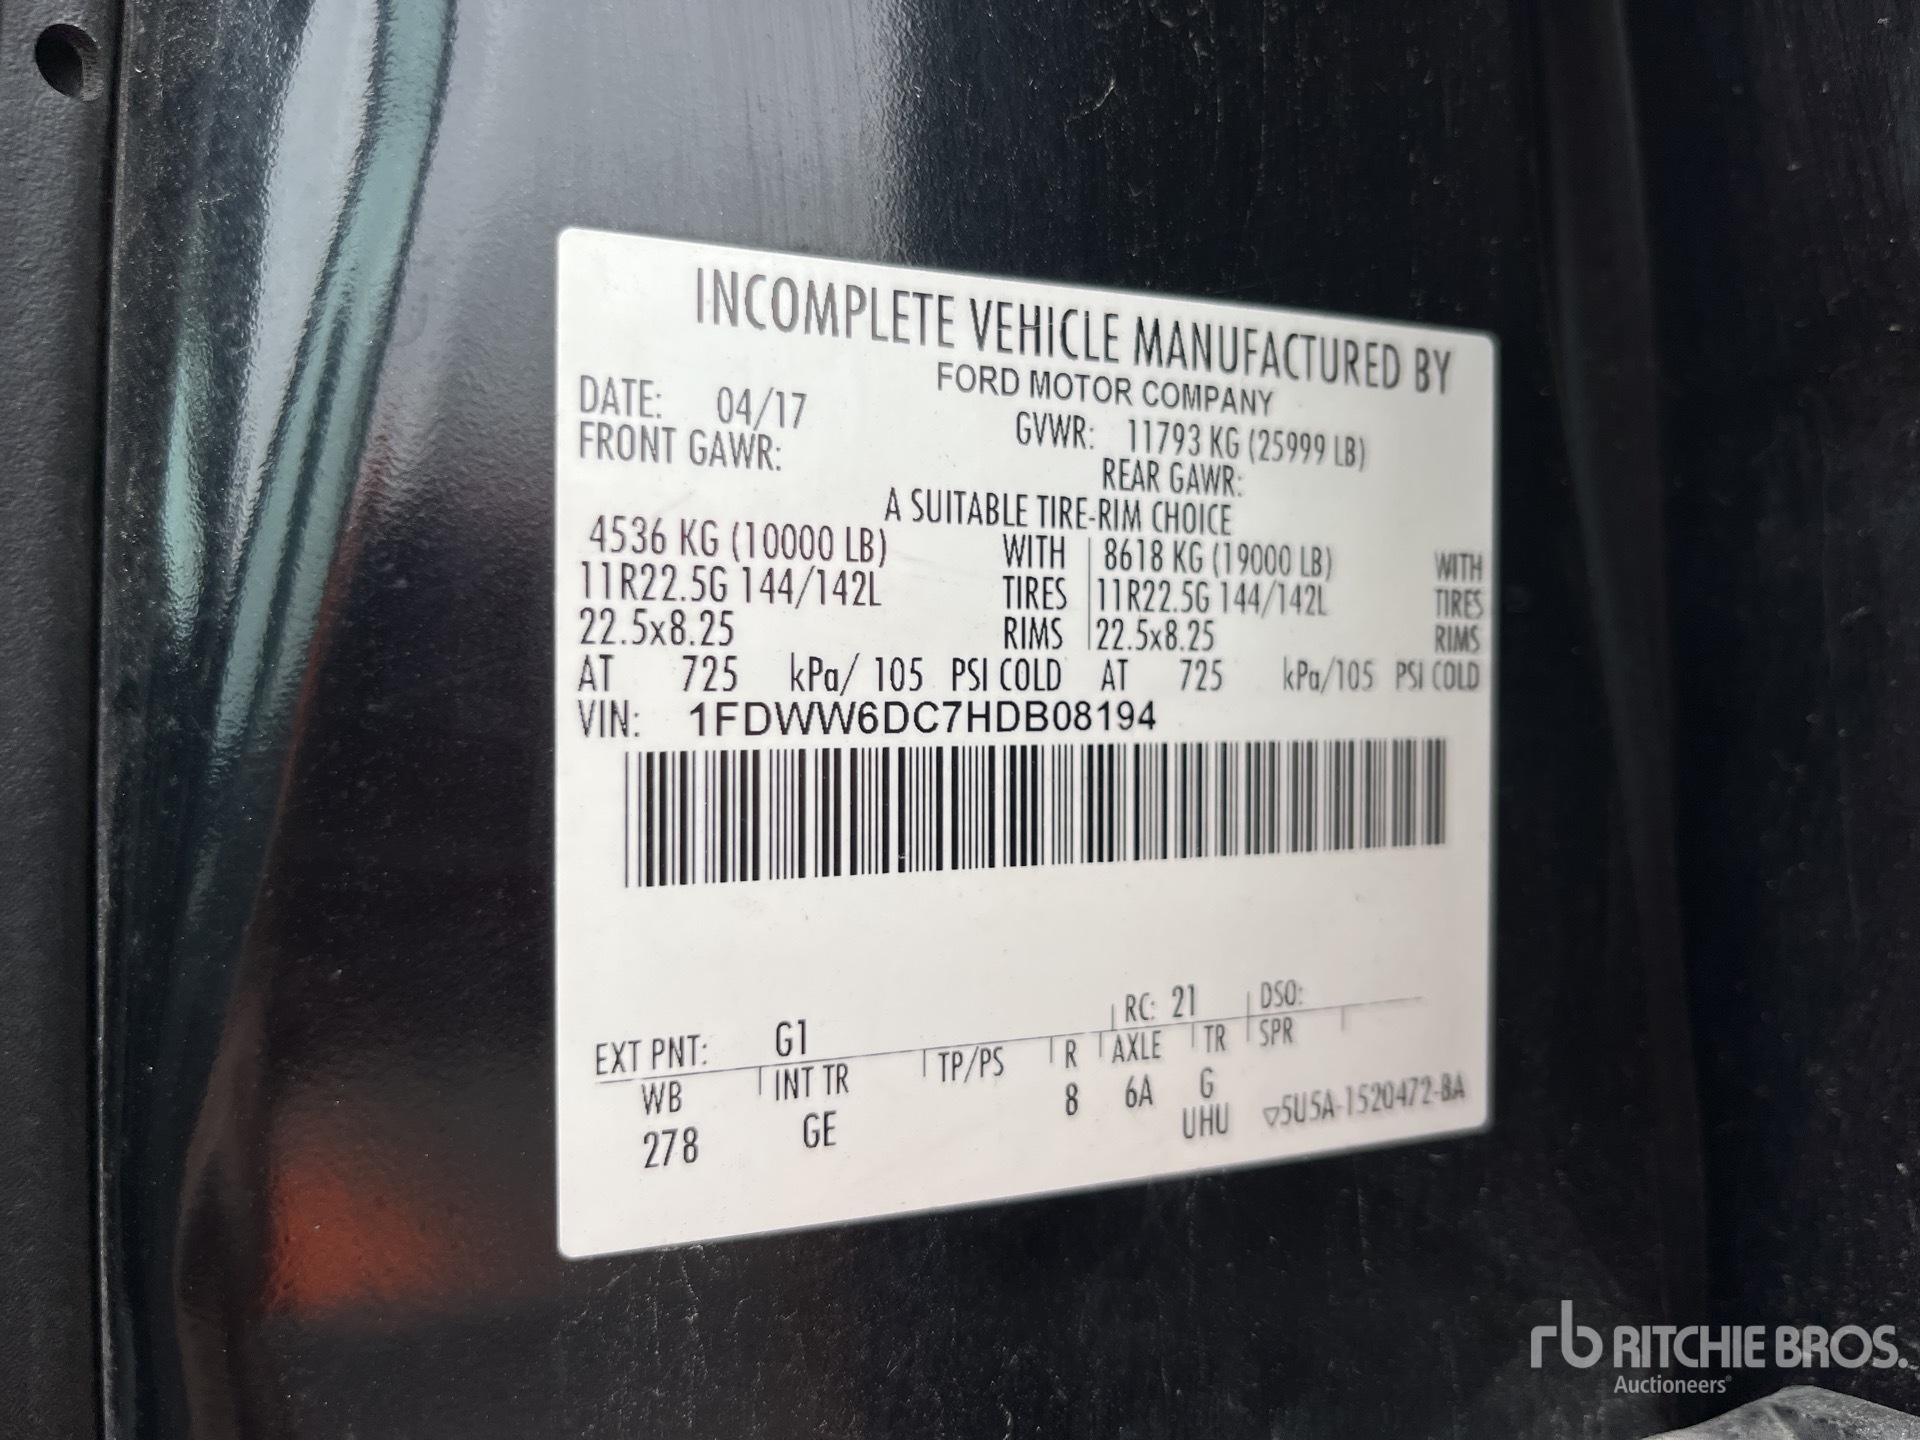 INCOMPLETE VEHICLE MANUFACTURED BY
FORD MOTOR COMPANY
DATE: 04/17 GVWR: 11793 KG (25999 LB)
FRONT GAWR: REAR GAWR:
A SUITABLE TIRE-RIM CHOICE
4536 KG (10000 LB) WITH 8618 KG (19000 LB) WITH
11R22.5G 144/142L TIRES 11R22.5G 144/142L TIRES
22.5x8.25 RIMS 22.5x8.25 RIMS
AT 725 kPa/ 105 PSI COLD AT 725 kPa/105 PSI COLD
VIN: 1FDWW6DC7HDB08194
EXT PNT: G1 RC: 21 DSO:
WB INT TR TP/PS R AXLE TR SPR
278 GE 8 6A G
UHU ▽5U5A-1520472-BA
rb RITCHIE BROS.
Auctioneers